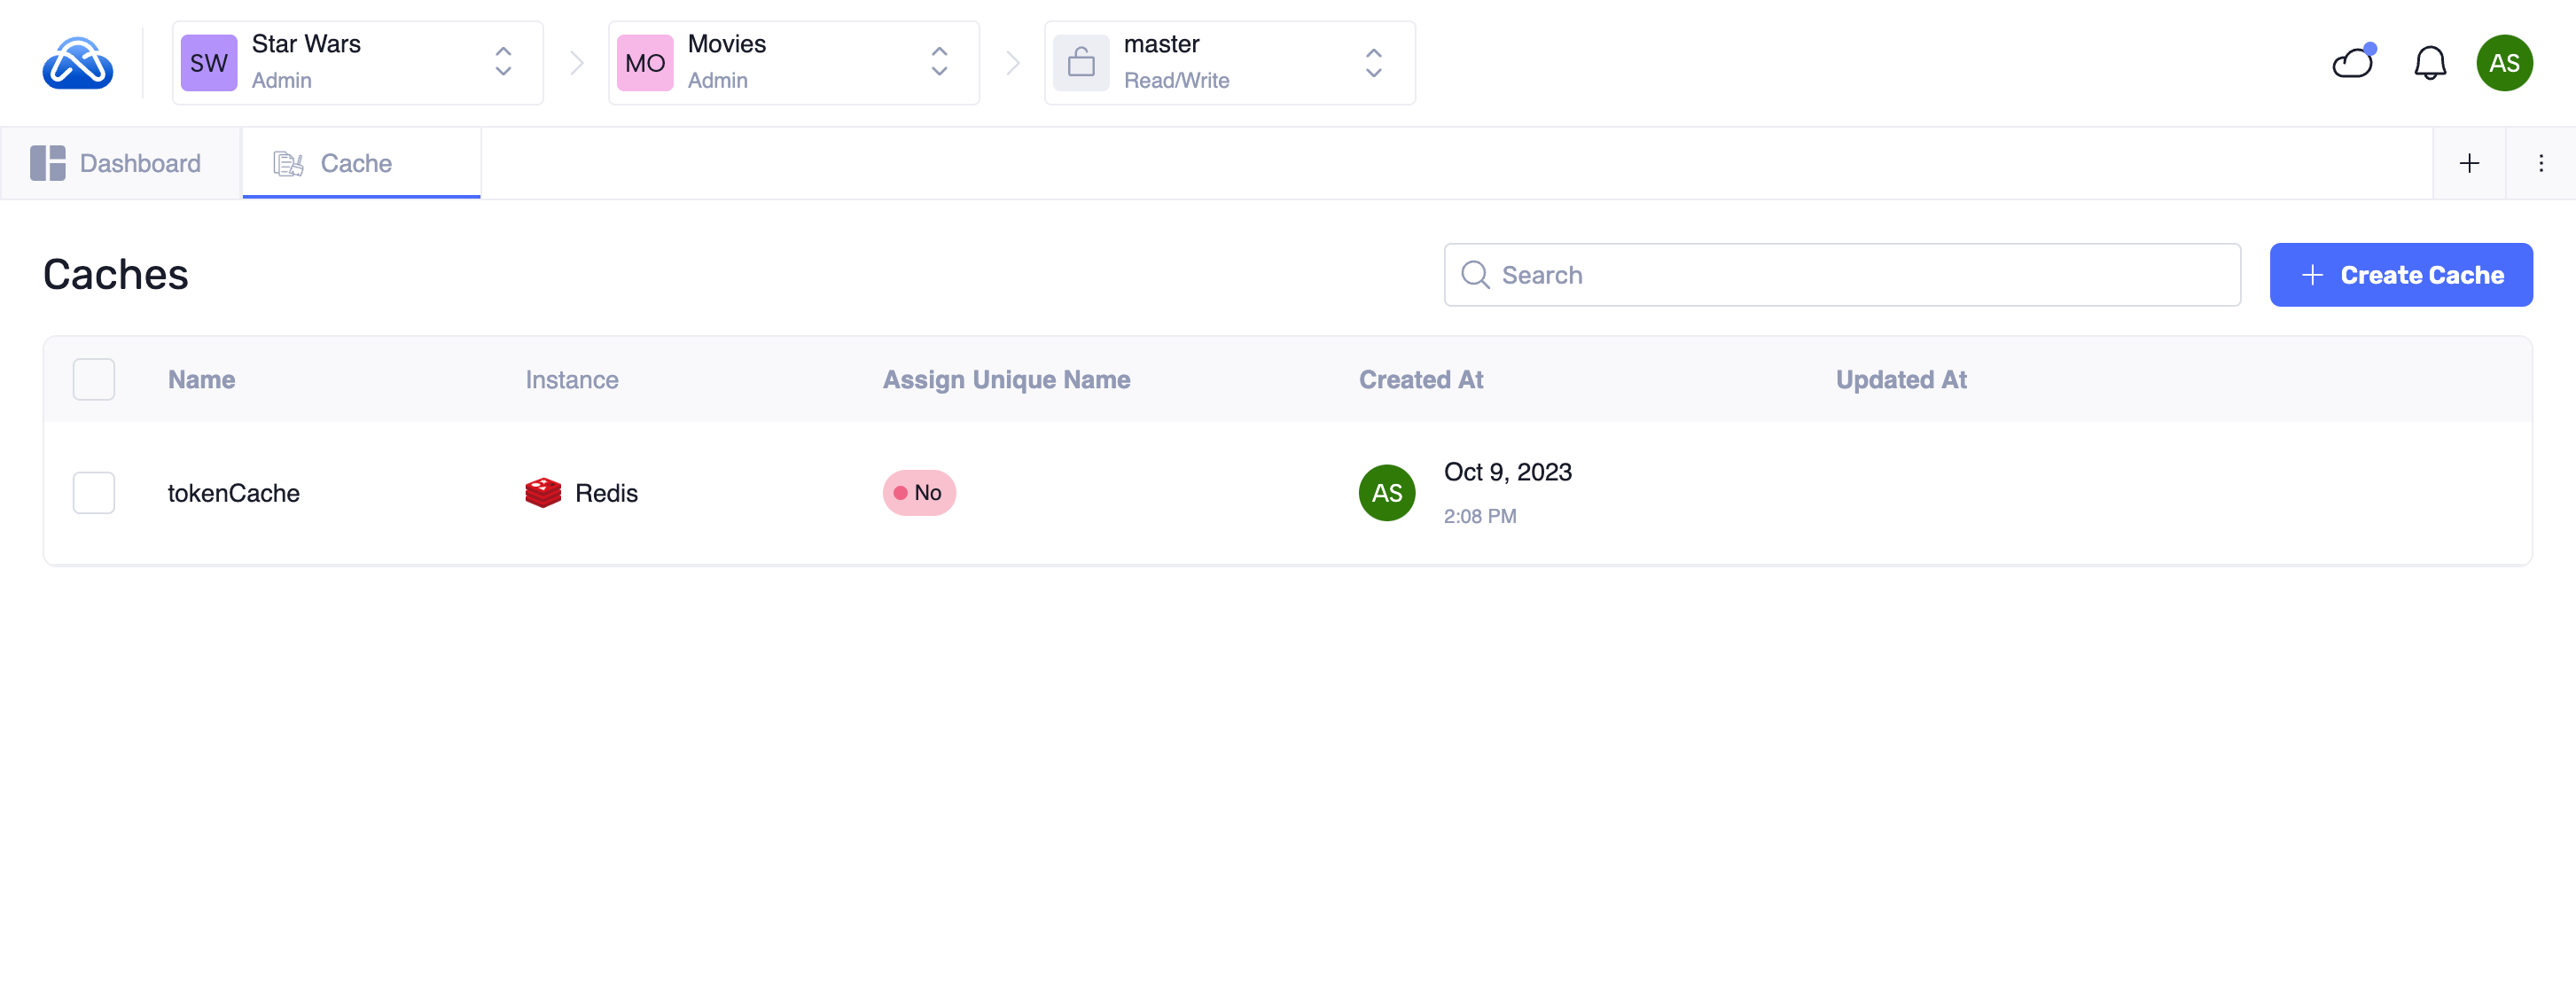 SW
Star Wars
Admin
MO
Movies
Admin
master
Read/Write
AS
Dashboard
Cache
Caches
Search
Create Cache
Name
Instance
Assign Unique Name
Created At
Updated At
tokenCache
Redis
No
AS
Oct 9, 2023
2:08 PM